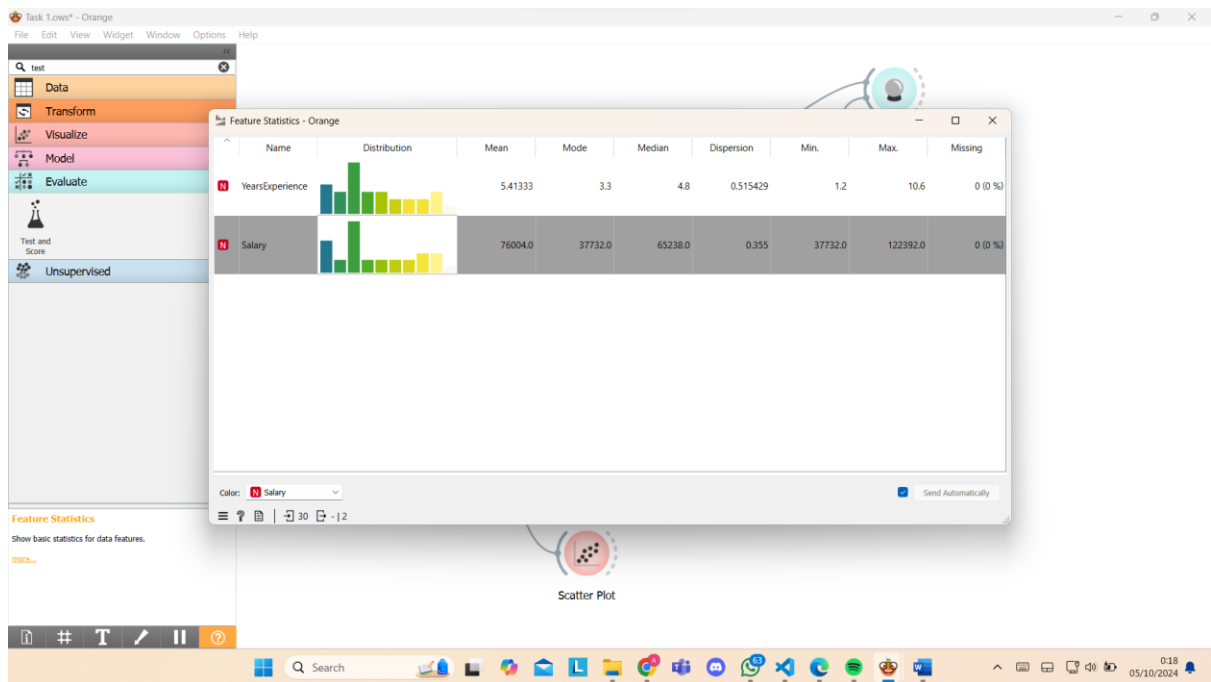 Task 1.ows* - Orange
File Edit View Widget Window Options Help
test
Data
Transform
Visualize
Model
Evaluate
Test and
Score
Unsupervised
Feature Statistics - Orange
Name Distribution Mean Mode Median Dispersion Min. Max. Missing
N YearsExperience 5.41333 3.3 4.8 0.515429 1.2 10.6 0 (0 %)
N Salary 76004.0 37732.0 65238.0 0.355 37732.0 122392.0 0 (0 %)
Color: N Salary Send Automatically
30 - | 2
Feature Statistics
Show basic statistics for data features.
more...
Scatter Plot
Search
63
0:18
05/10/2024